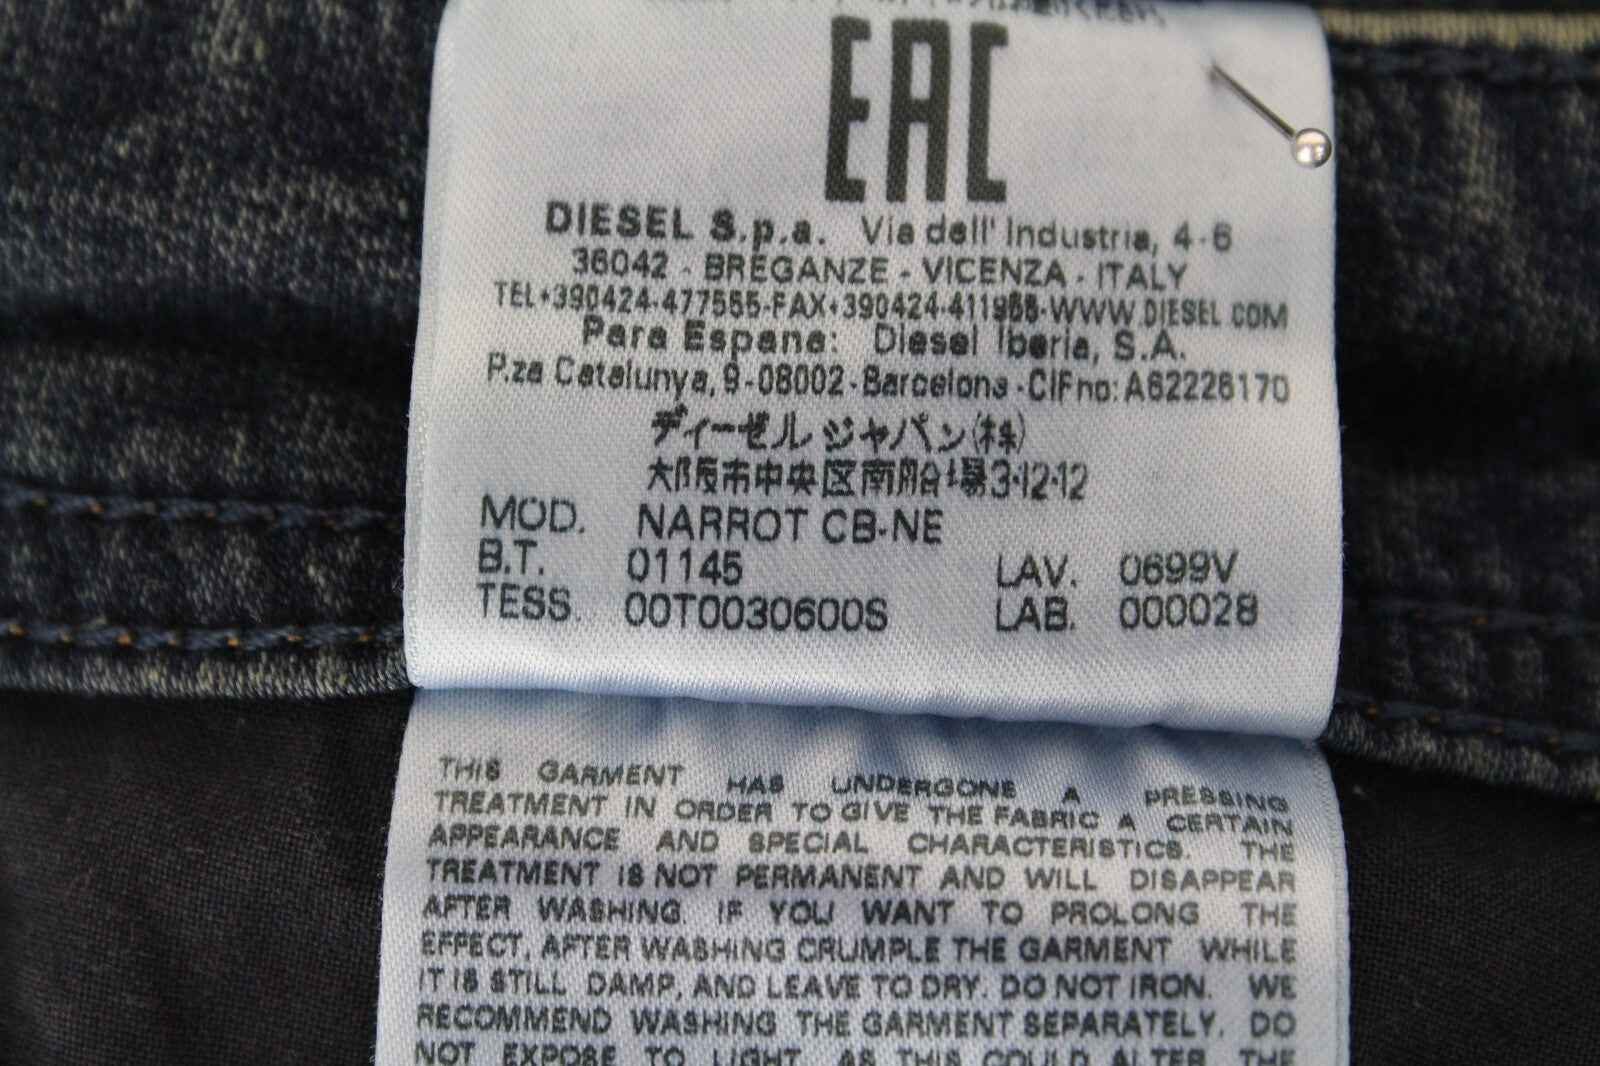 EAC
DIESEL S.p.a. Via dell' Industria, 4-6
36042 - BREGANZE - VICENZA - ITALY
TEL+390424-477555-FAX+390424-411955-WWW.DIESEL.COM
Para Espana: Diesel Iberia, S.A.
P.za Catalunya, 9-08002-Barcelona-CIFno: A62226170
ディーゼル ジャパン(株)
大阪市中央区南船場3-12-12
MOD. NARROT CB-NE
B.T. 01145 LAV. 0699V
TESS. 00T0030600S LAB. 000028
THIS GARMENT HAS UNDERGONE A PRESSING
TREATMENT IN ORDER TO GIVE THE FABRIC A CERTAIN
APPEARANCE AND SPECIAL CHARACTERISTICS. THE
TREATMENT IS NOT PERMANENT AND WILL DISAPPEAR
AFTER WASHING. IF YOU WANT TO PROLONG THE
EFFECT, AFTER WASHING CRUMPLE THE GARMENT WHILE
IT IS STILL DAMP, AND LEAVE TO DRY. DO NOT IRON. WE
RECOMMEND WASHING THE GARMENT SEPARATELY. DO
NOT EXPOSE TO LIGHT, AS THIS COULD ALTER THE